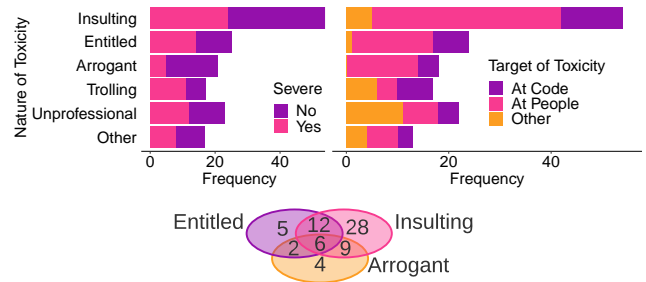 Nature of Toxicity
Insulting
Entitled
Arrogant
Trolling
Unprofessional
Other
0 20 40
Frequency
Severe
No
Yes
0 20 40
Frequency
Target of Toxicity
At Code
At People
Other
Entitled
Insulting
Arrogant
5 12 28
2 6 9
4